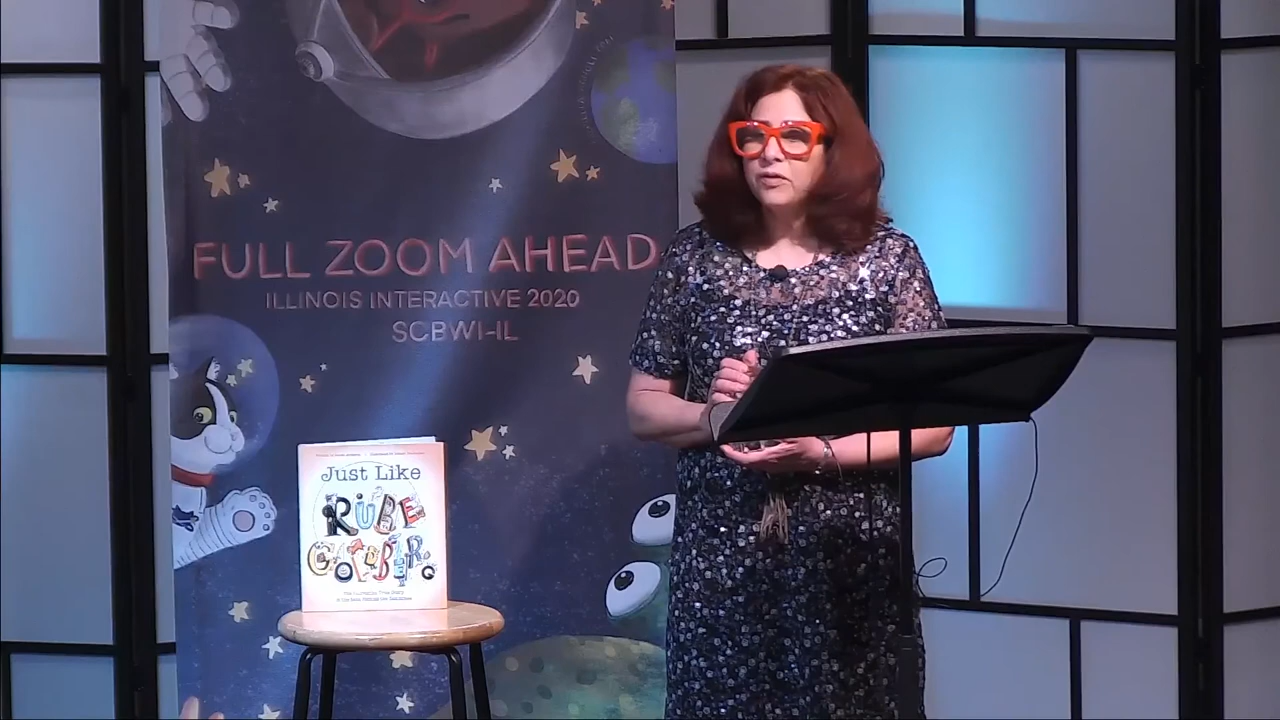 FULL ZOOM AHEAD
ILLINOIS INTERACTIVE 2020
SCBWI-IL
Just Like
RUBE
GOLDBERG